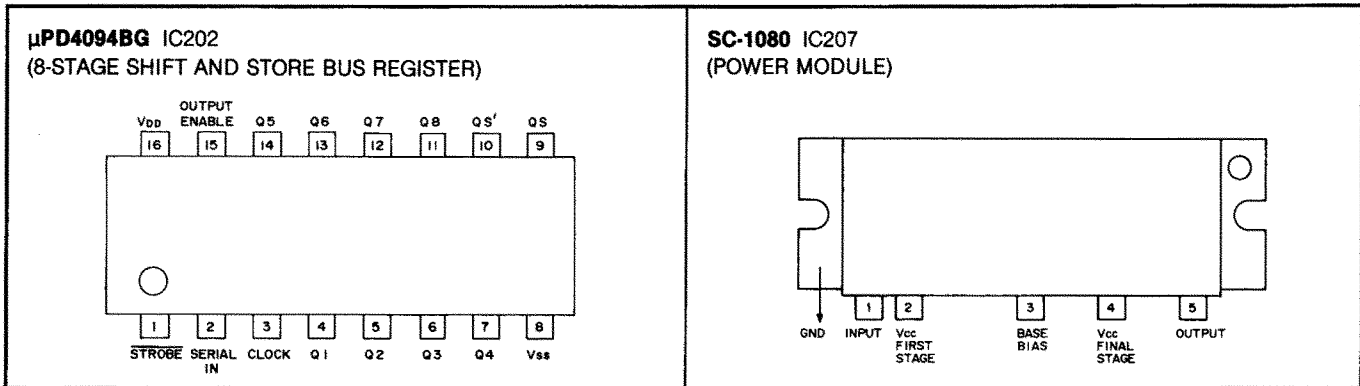 μPD4094BG IC202
(8-STAGE SHIFT AND STORE BUS REGISTER)
OUTPUT
VDD ENABLE Q5 Q6 Q7 Q8 QS' QS
16 15 14 13 12 11 10 9
1 2 3 4 5 6 7 8
STROBE SERIAL CLOCK Q1 Q2 Q3 Q4 Vss
IN
SC-1080 IC207
(POWER MODULE)
1 2 3 4 5
GND INPUT Vcc BASE Vcc OUTPUT
FIRST BIAS FINAL
STAGE STAGE